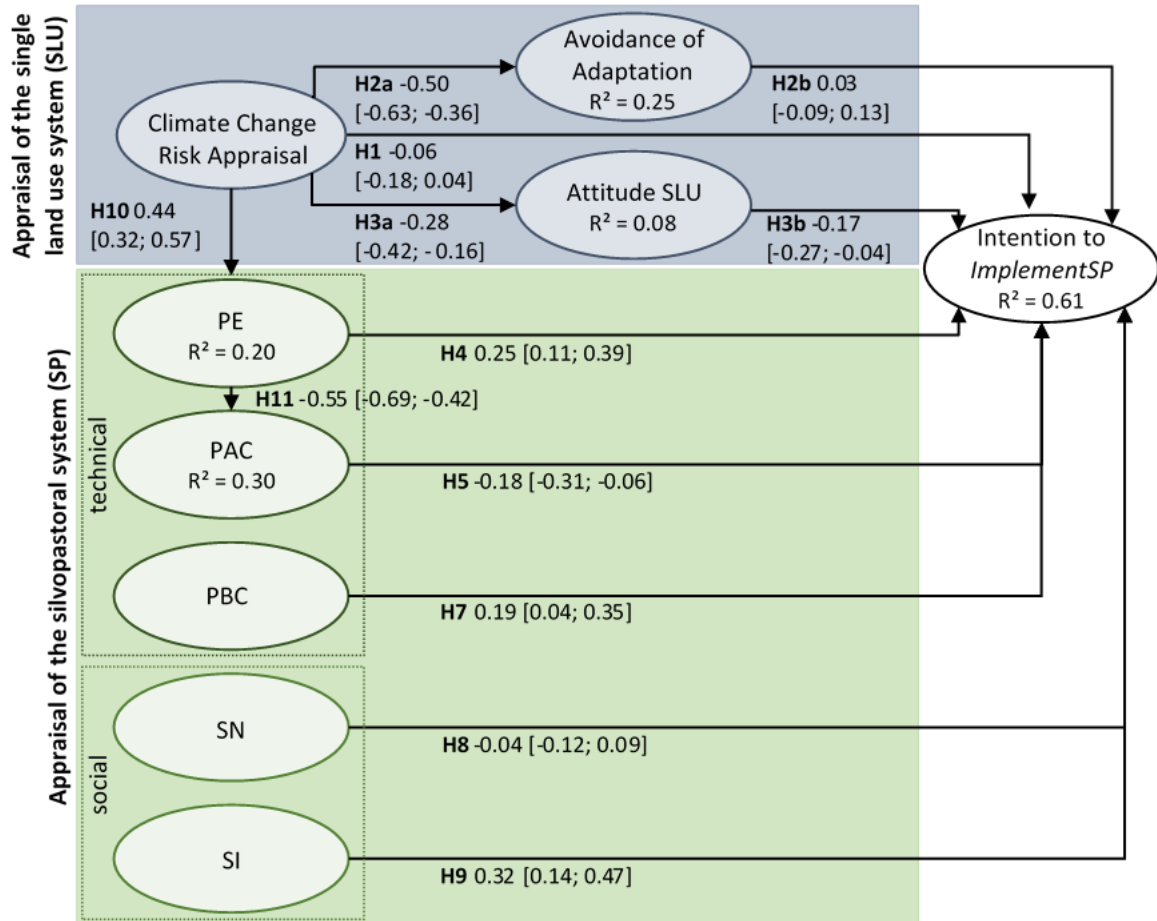 Appraisal of the single
land use system (SLU)
Avoidance of
Adaptation
R² = 0.25
H2a -0.50
[-0.63; -0.36]
H2b 0.03
[-0.09; 0.13]
Climate Change
Risk Appraisal
H1 -0.06
[-0.18; 0.04]
Attitude SLU
R² = 0.08
H10 0.44
[0.32; 0.57]
H3a -0.28
[-0.42; - 0.16]
H3b -0.17
[-0.27; -0.04]
Intention to
ImplementSP
R² = 0.61
Appraisal of the silvopastoral system (SP)
technical
PE
R² = 0.20
H4 0.25 [0.11; 0.39]
H11 -0.55 [-0.69; -0.42]
PAC
R² = 0.30
H5 -0.18 [-0.31; -0.06]
PBC
H7 0.19 [0.04; 0.35]
social
SN
H8 -0.04 [-0.12; 0.09]
SI
H9 0.32 [0.14; 0.47]